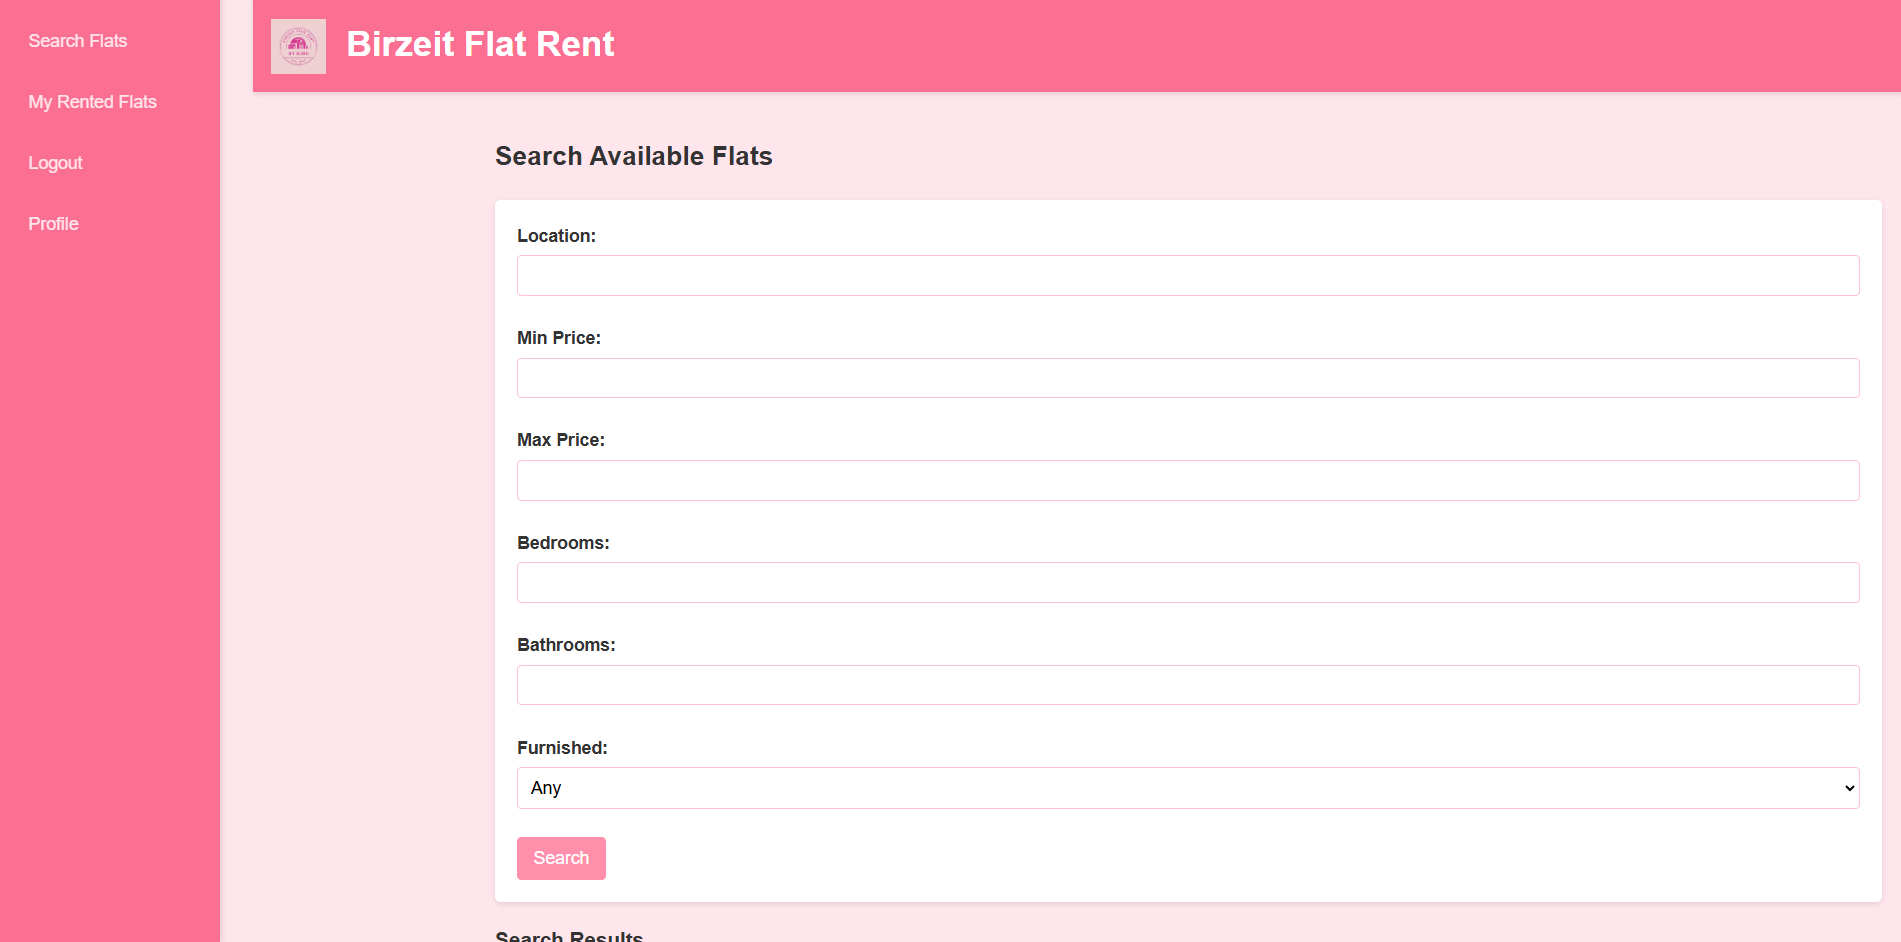 Search Flats
My Rented Flats
Logout
Profile
Birzeit Flat Rent
Search Available Flats
Location:
Min Price:
Max Price:
Bedrooms:
Bathrooms:
Furnished:
Any
Search
Search Results